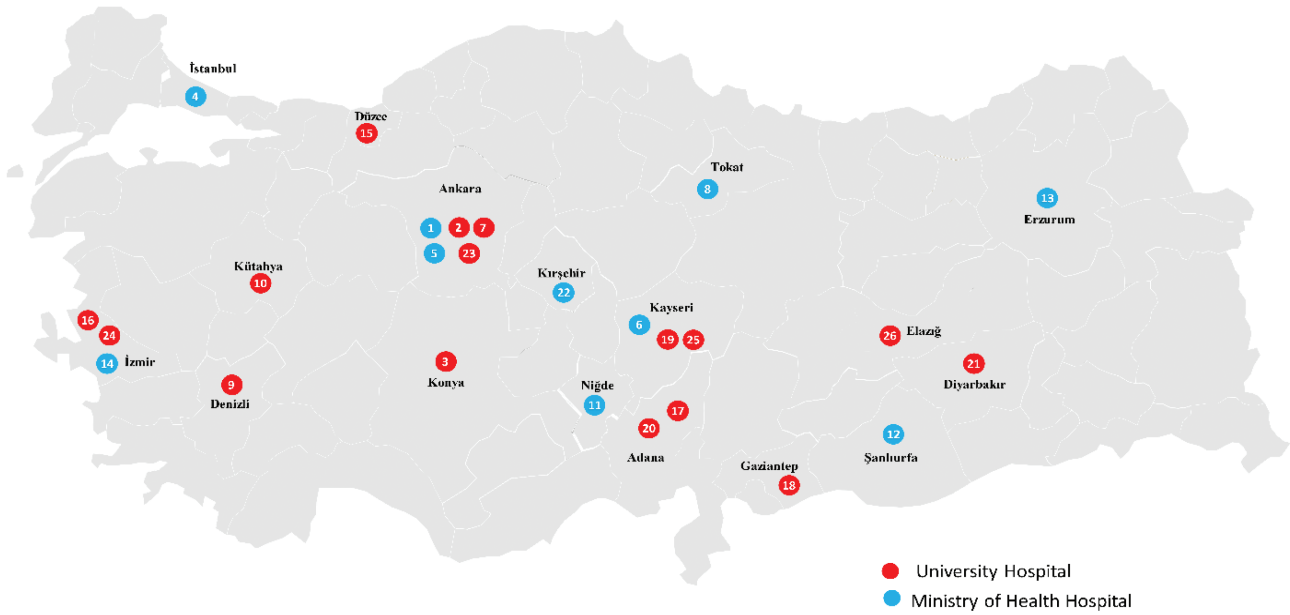 İstanbul
4
Düzce
15
Tokat
8
13
Erzurum
Ankara
1 2 7
5 23
Kütahya
10
Kırşehir
22
Kayseri
6
19 25
16
24
14 İzmir
26 Elazığ
21
Diyarbakır
3
Konya
9
Denizli
Niğde
11
17
20
Adana
12
Şanlıurfa
Gaziantep
18
University Hospital
Ministry of Health Hospital